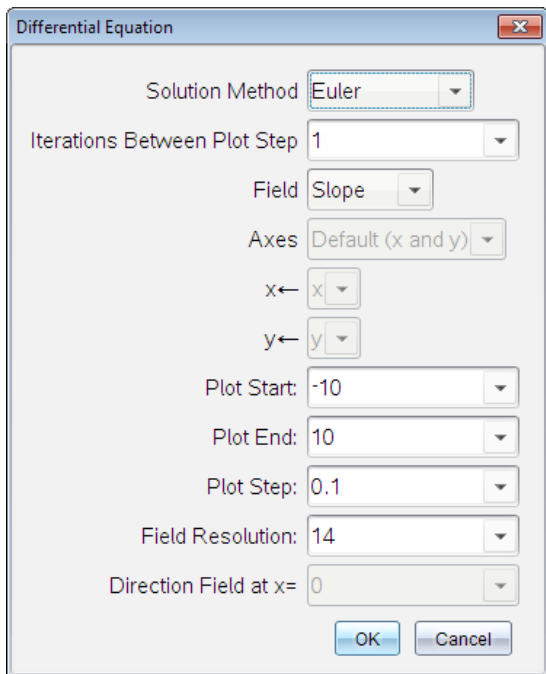 Differential Equation
Solution Method Euler
Iterations Between Plot Step 1
Field Slope
Axes Default (x and y)
x← x
y← y
Plot Start: -10
Plot End: 10
Plot Step: 0.1
Field Resolution: 14
Direction Field at x= 0
OK Cancel